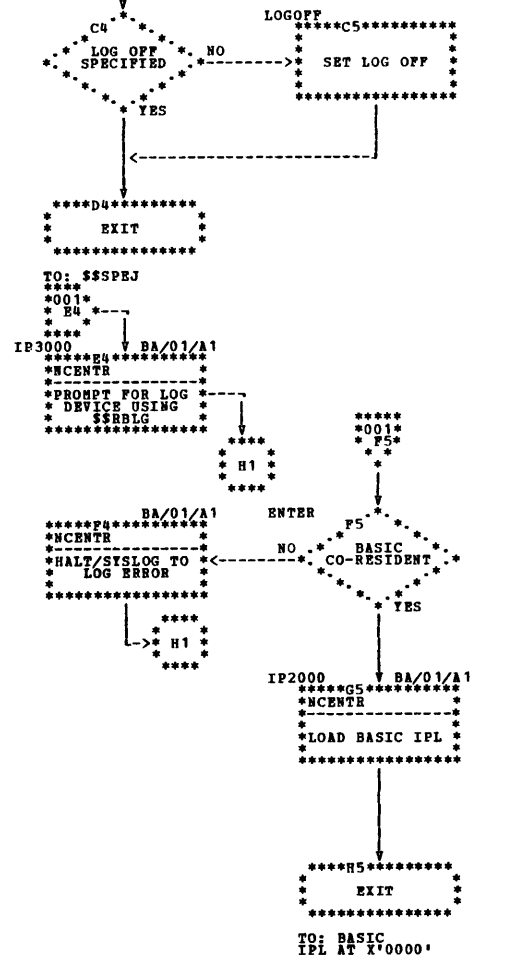 LOGOFF
C4
LOG OFF
SPECIFIED
NO
YES
C5
SET LOG OFF
D4
EXIT
TO: $$SPEJ
001
E4
IP3000
BA/01/A1
E4
NCENTR
PROMPT FOR LOG
DEVICE USING
$$RBLG
H1
001
F5
BA/01/A1
F4
NCENTR
HALT/SYSLOG TO
LOG ERROR
H1
ENTER
F5
BASIC
CO-RESIDENT
NO
YES
IP2000
BA/01/A1
G5
NCENTR
LOAD BASIC IPL
H5
EXIT
TO: BASIC
IPL AT X'0000'